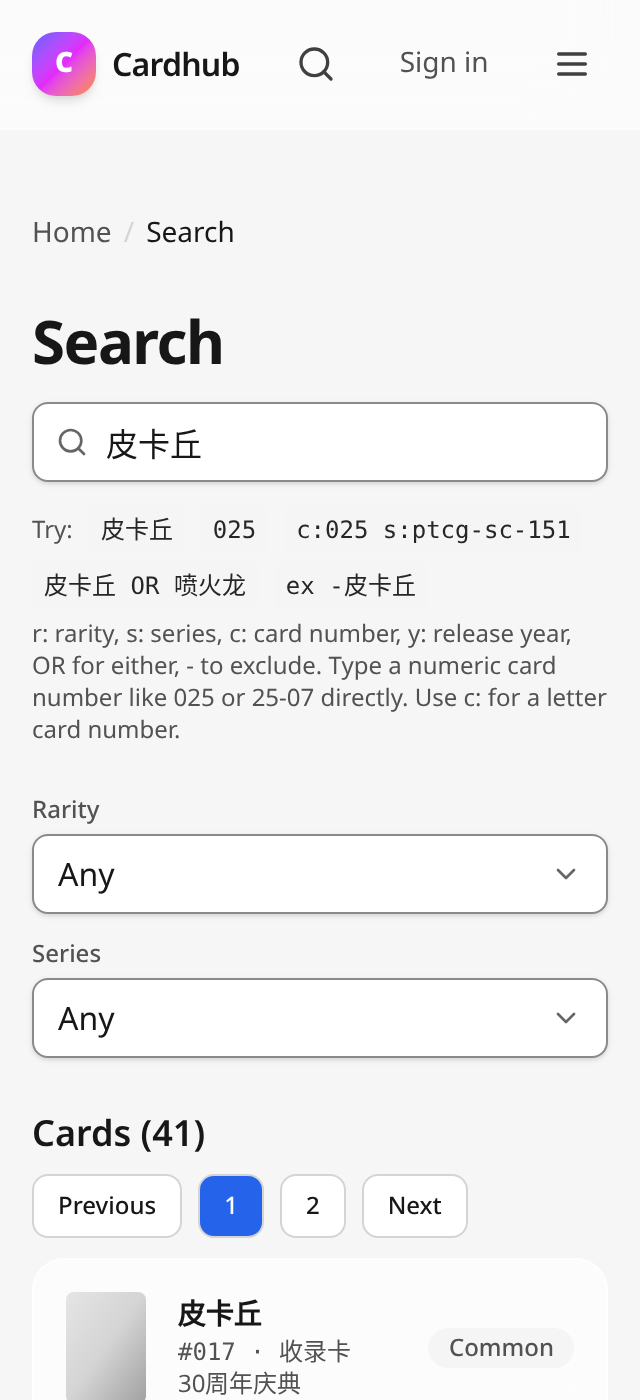 C Cardhub Sign in
Home / Search
Search
皮卡丘
Try: 皮卡丘 025 c:025 s:ptcg-sc-151
皮卡丘 OR 喷火龙 ex -皮卡丘
r: rarity, s: series, c: card number, y: release year,
OR for either, - to exclude. Type a numeric card
number like 025 or 25-07 directly. Use c: for a letter
card number.
Rarity
Any
Series
Any
Cards (41)
Previous 1 2 Next
皮卡丘
#017 · 收录卡
Common
30周年庆典